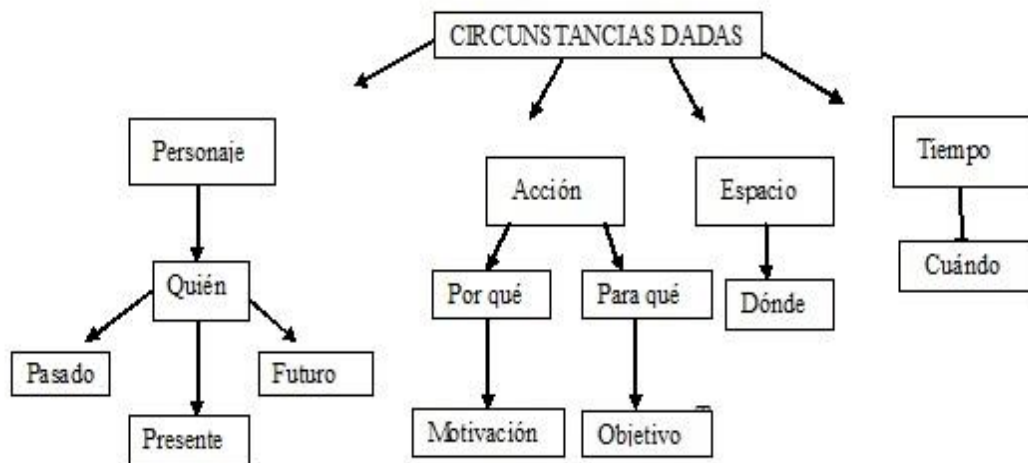 CIRCUNSTANCIAS DADAS
Personaje
Acción
Espacio
Tiempo
Quién
Por qué
Para qué
Dónde
Cuándo
Pasado
Futuro
Presente
Motivación
Objetivo